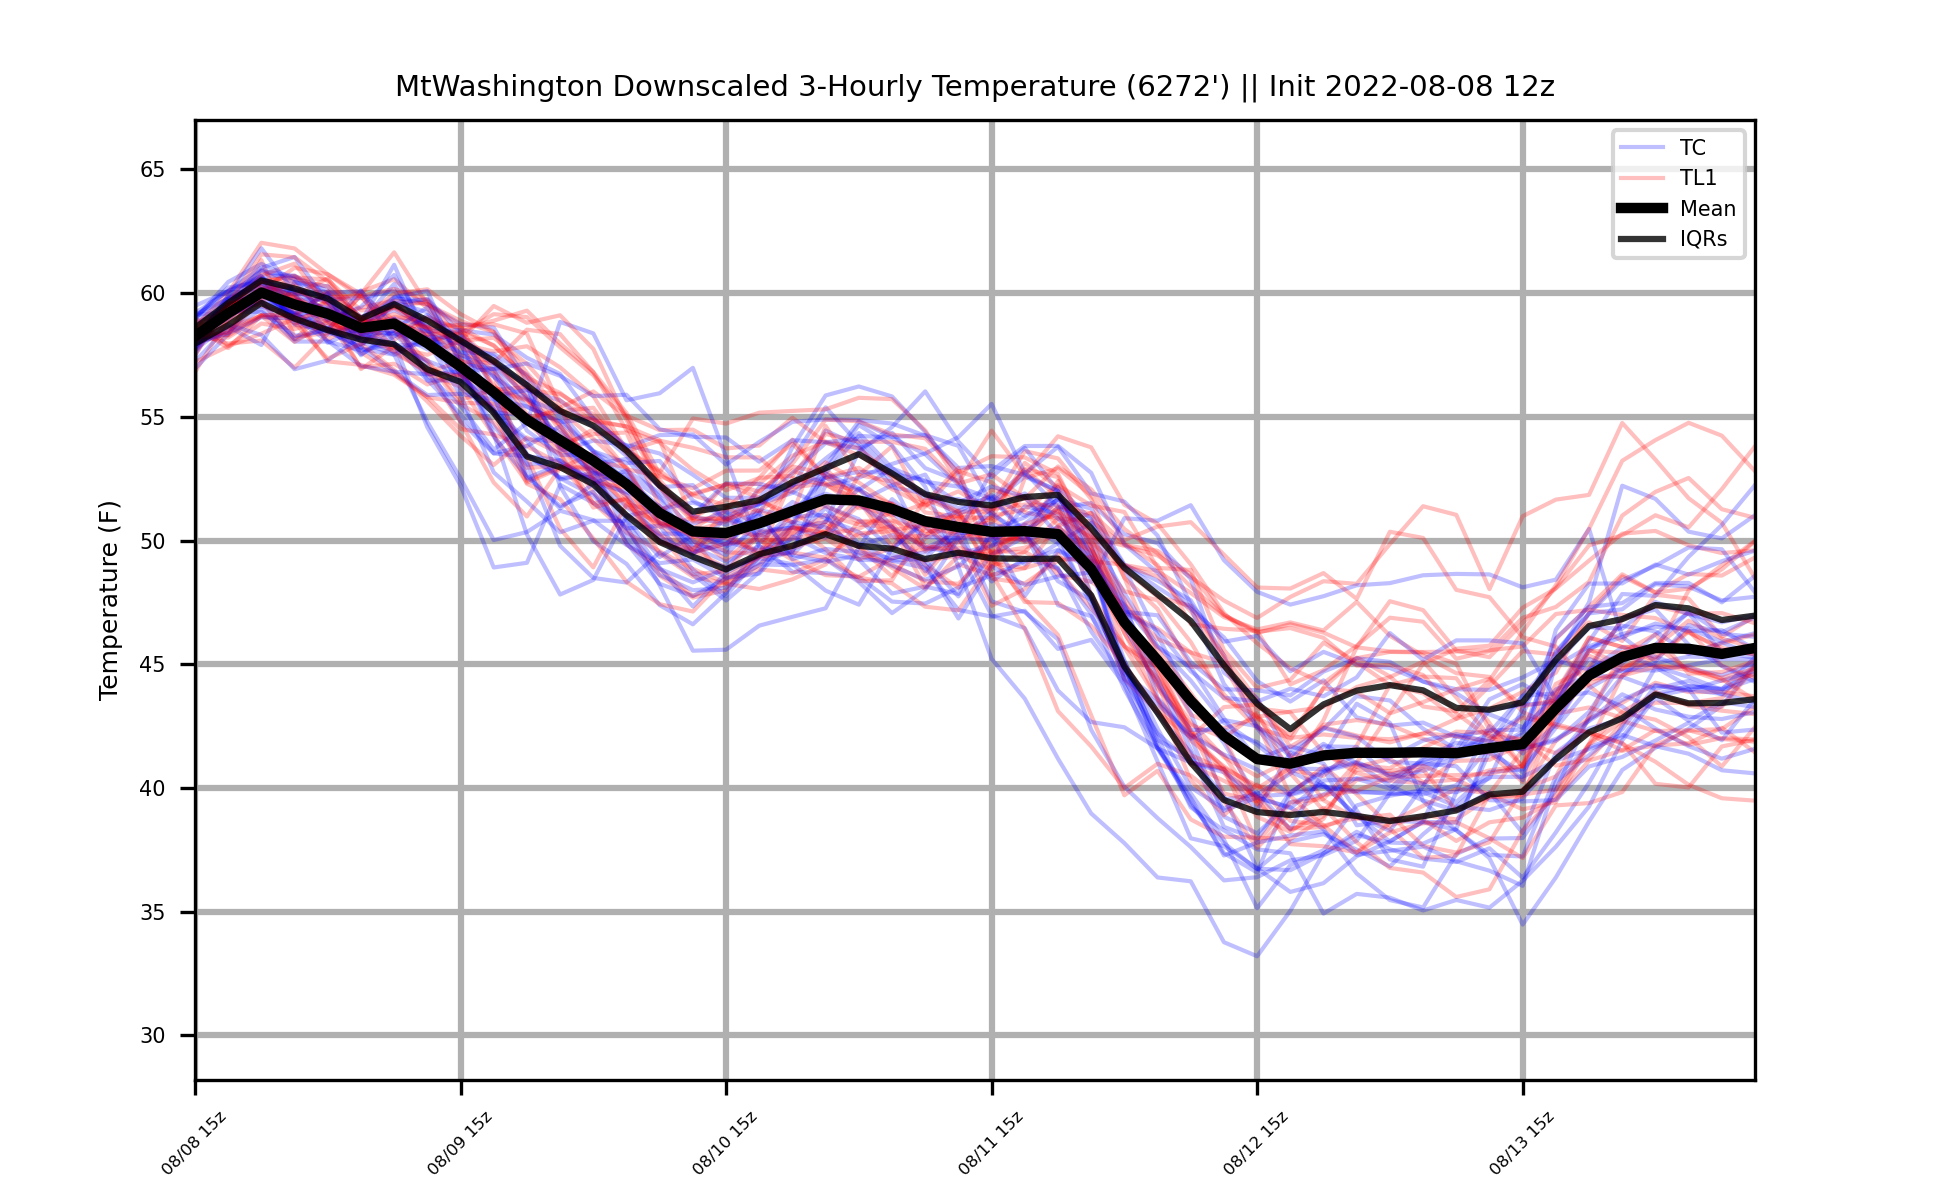 MtWashington Downscaled 3-Hourly Temperature (6272') || Init 2022-08-08 12z
TC
TL1
Mean
IQRs
Temperature (F)
65
60
55
50
45
40
35
30
08/08 15z
08/09 15z
08/10 15z
08/11 15z
08/12 15z
08/13 15z